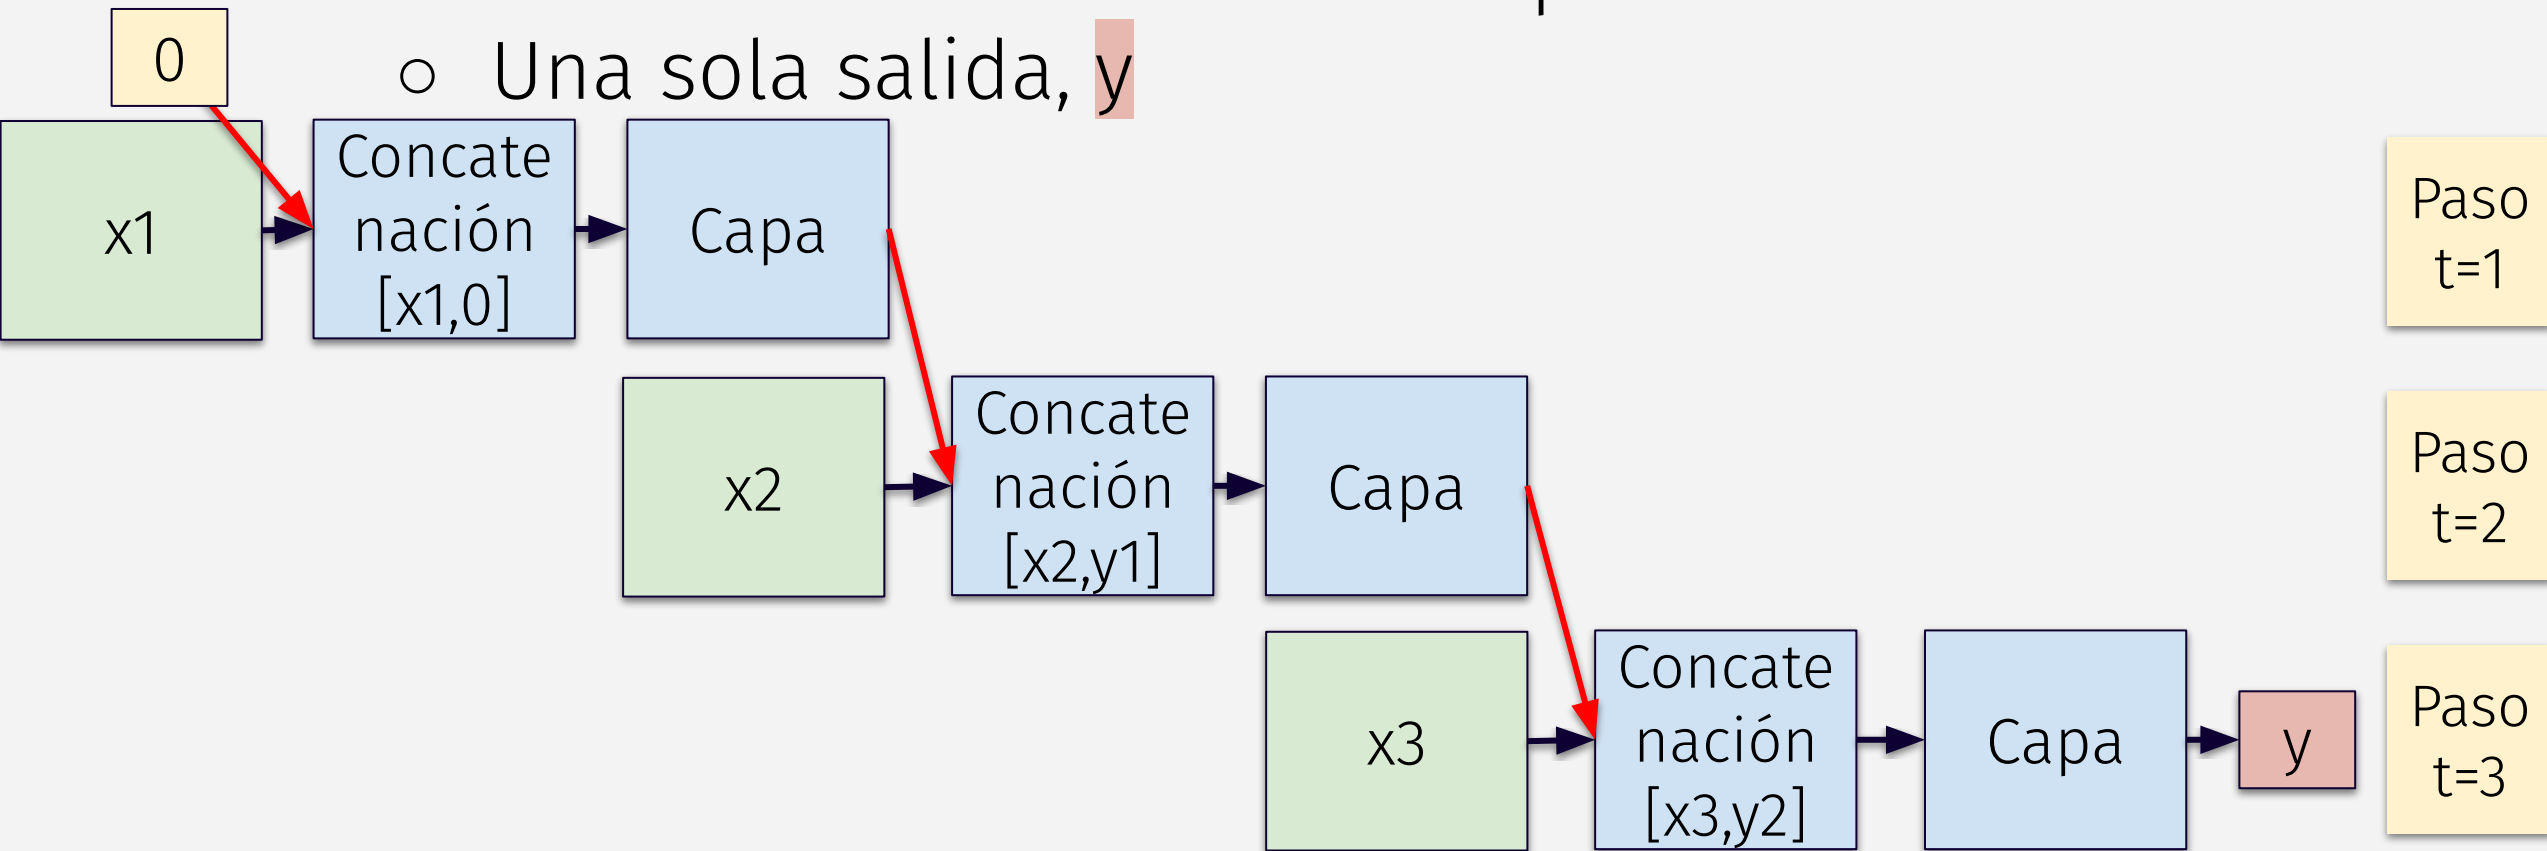 0
○ Una sola salida, y
x1
Concate
nación
[x1,0]
Capa
Paso
t=1
x2
Concate
nación
[x2,y1]
Capa
Paso
t=2
x3
Concate
nación
[x3,y2]
Capa
y
Paso
t=3